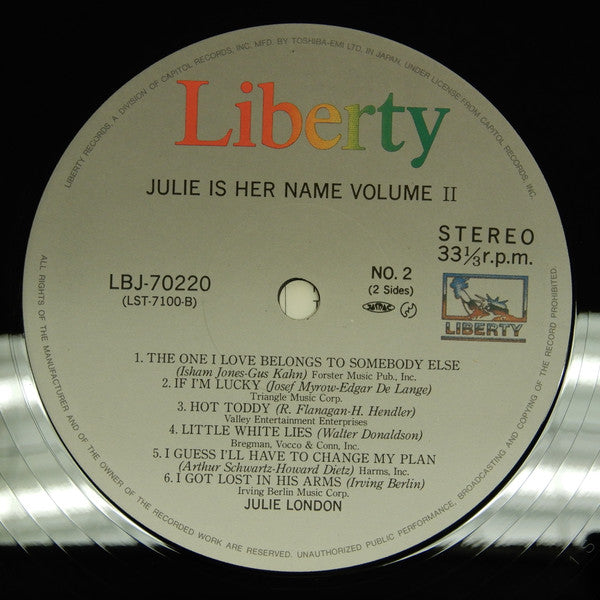 LIBERTY RECORDS, A DIVISION OF CAPITOL RECORDS, INC. MFD. BY TOSHIBA-EMI LTD. IN JAPAN, UNDER LICENSE FROM CAPITOL RECORDS, INC.
Liberty
JULIE IS HER NAME VOLUME II
STEREO
33 1/3 r.p.m.
LBJ-70220
(LST-7100-B)
NO. 2
(2 Sides)
LIBERTY
1. THE ONE I LOVE BELONGS TO SOMEBODY ELSE
(Isham Jones-Gus Kahn) Forster Music Pub., Inc.
2. IF I'M LUCKY (Josef Myrow-Edgar De Lange)
Triangle Music Corp.
3. HOT TODDY (R. Flanagan-H. Hendler)
Valley Entertainment Enterprises
4. LITTLE WHITE LIES (Walter Donaldson)
Bregman, Vocco & Conn, Inc.
5. I GUESS I'LL HAVE TO CHANGE MY PLAN
(Arthur Schwartz-Howard Dietz) Harms, Inc.
6. I GOT LOST IN HIS ARMS (Irving Berlin)
Irving Berlin Music Corp.
JULIE LONDON
ALL RIGHTS OF THE MANUFACTURER AND OF THE OWNER OF THE RECORDED WORK ARE RESERVED. UNAUTHORIZED PUBLIC PERFORMANCE, BROADCASTING AND COPYING OF THE RECORD PROHIBITED.